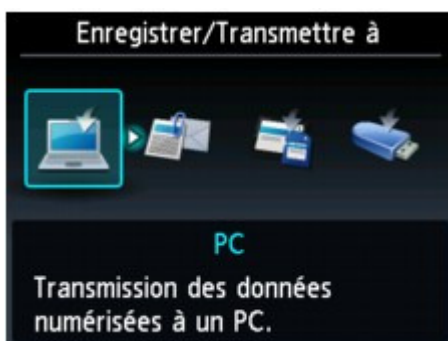 Enregistrer/Transmettre à
PC
Transmission des données
numérisées à un PC.